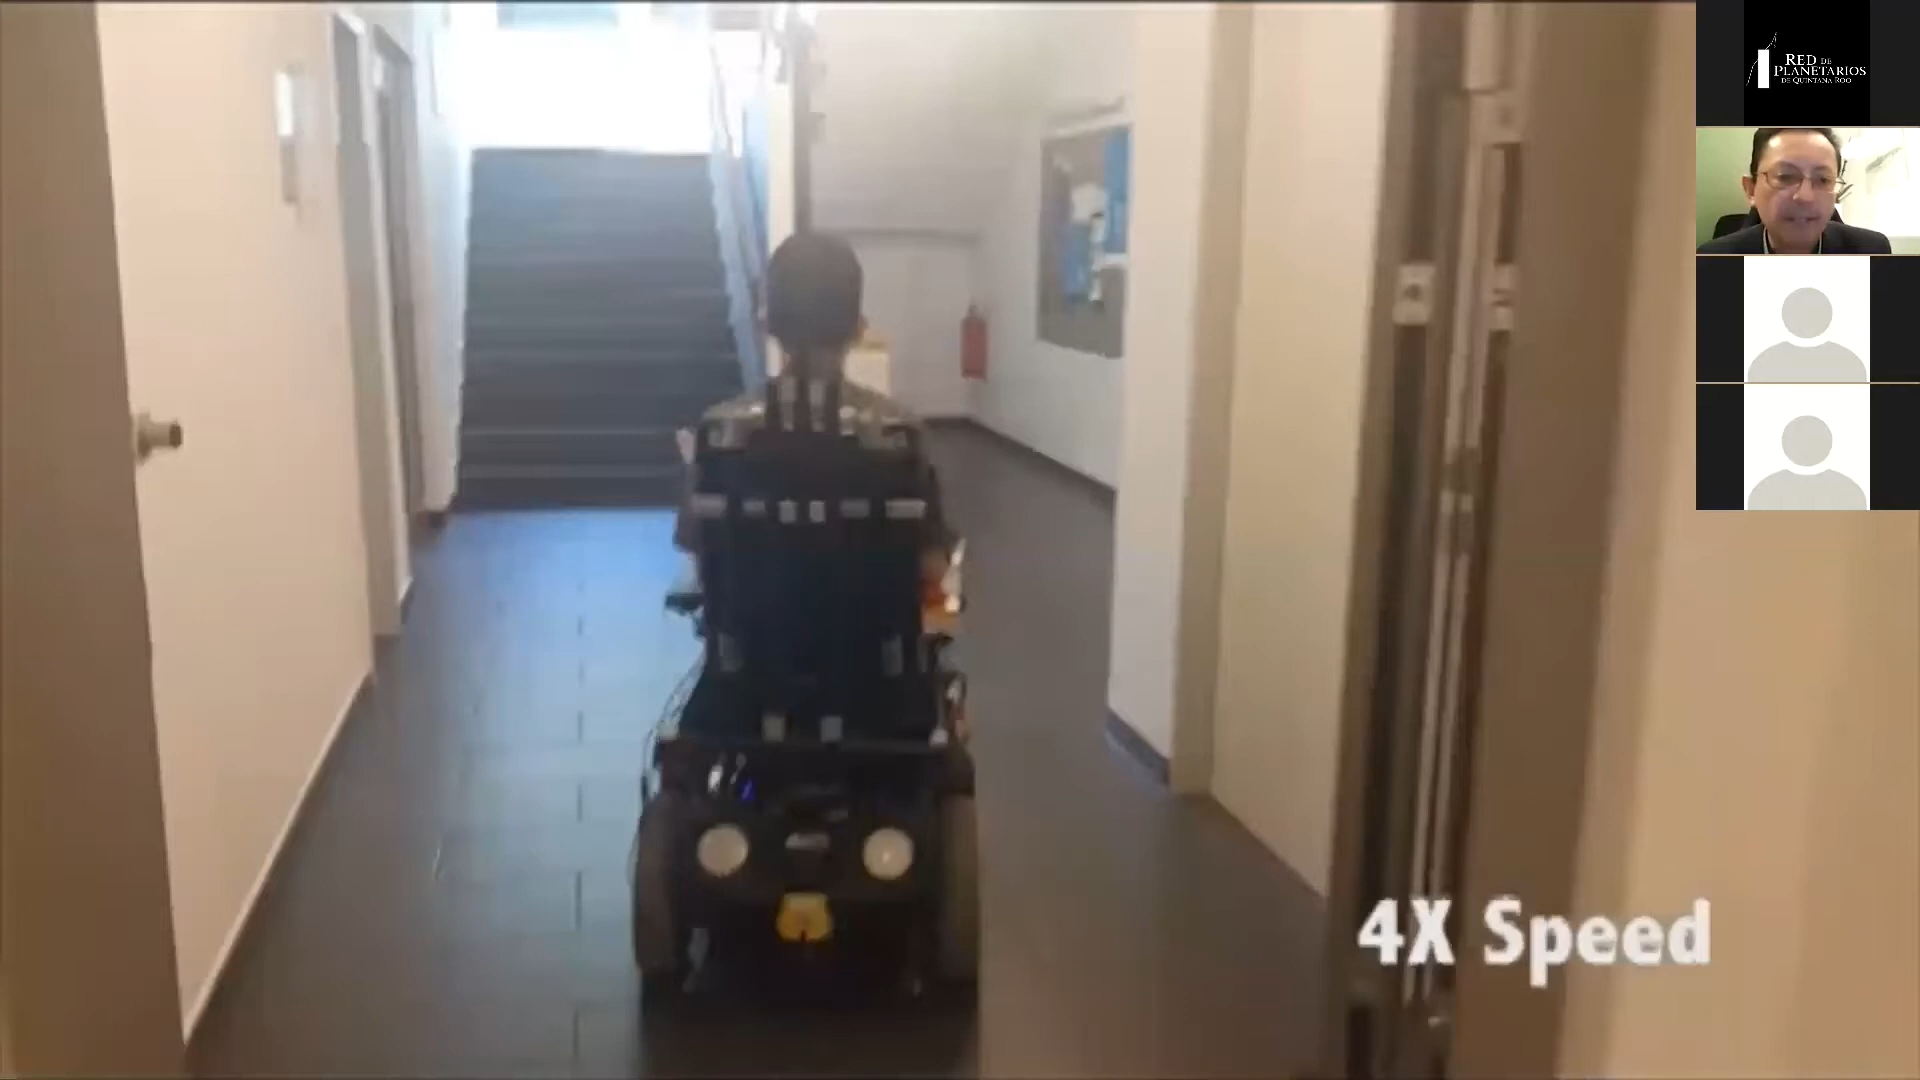 RED DE
PLANETARIOS
DE QUINTANA ROO
4X Speed